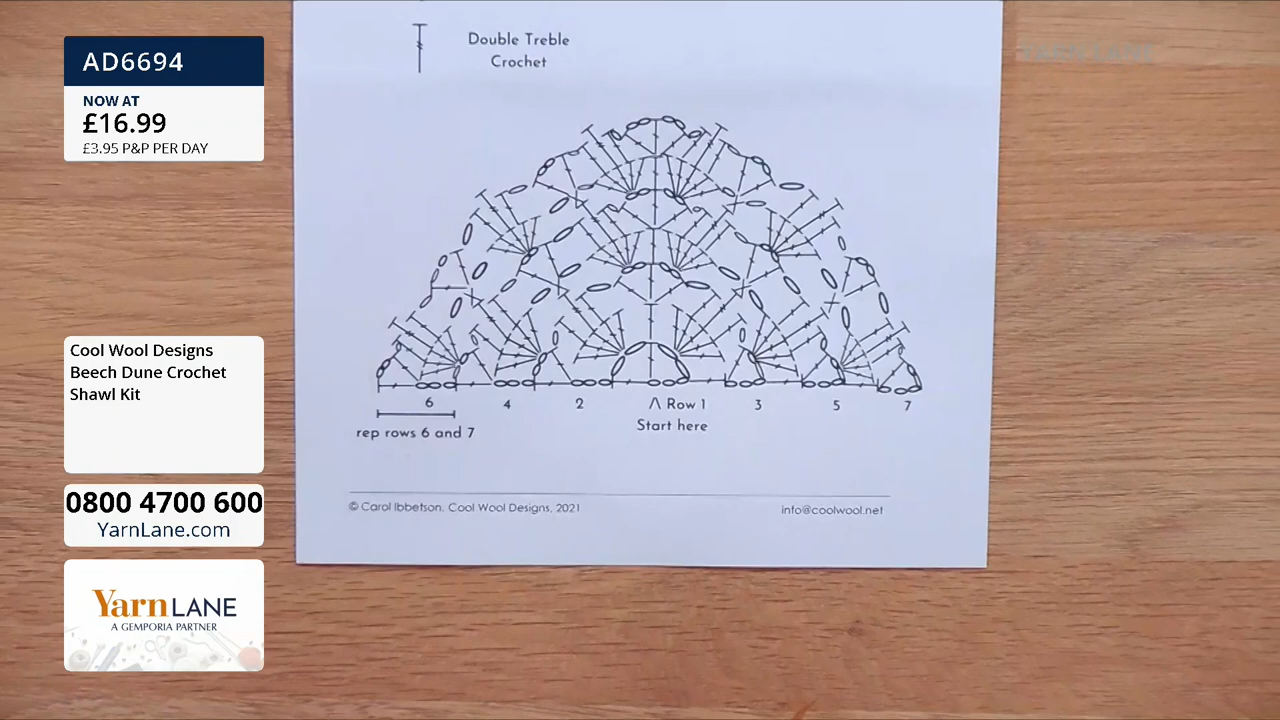 AD6694
NOW AT
£16.99
£3.95 P&P PER DAY
Cool Wool Designs
Beech Dune Crochet
Shawl Kit
0800 4700 600
YarnLane.com
Yarn LANE
A GEMPORIA PARTNER
YARN LANE
Double Treble
Crochet
6 4 2 /\ Row 1 3 5 7
Start here
rep rows 6 and 7
© Carol Ibbetson. Cool Wool Designs, 2021
info@coolwool.net